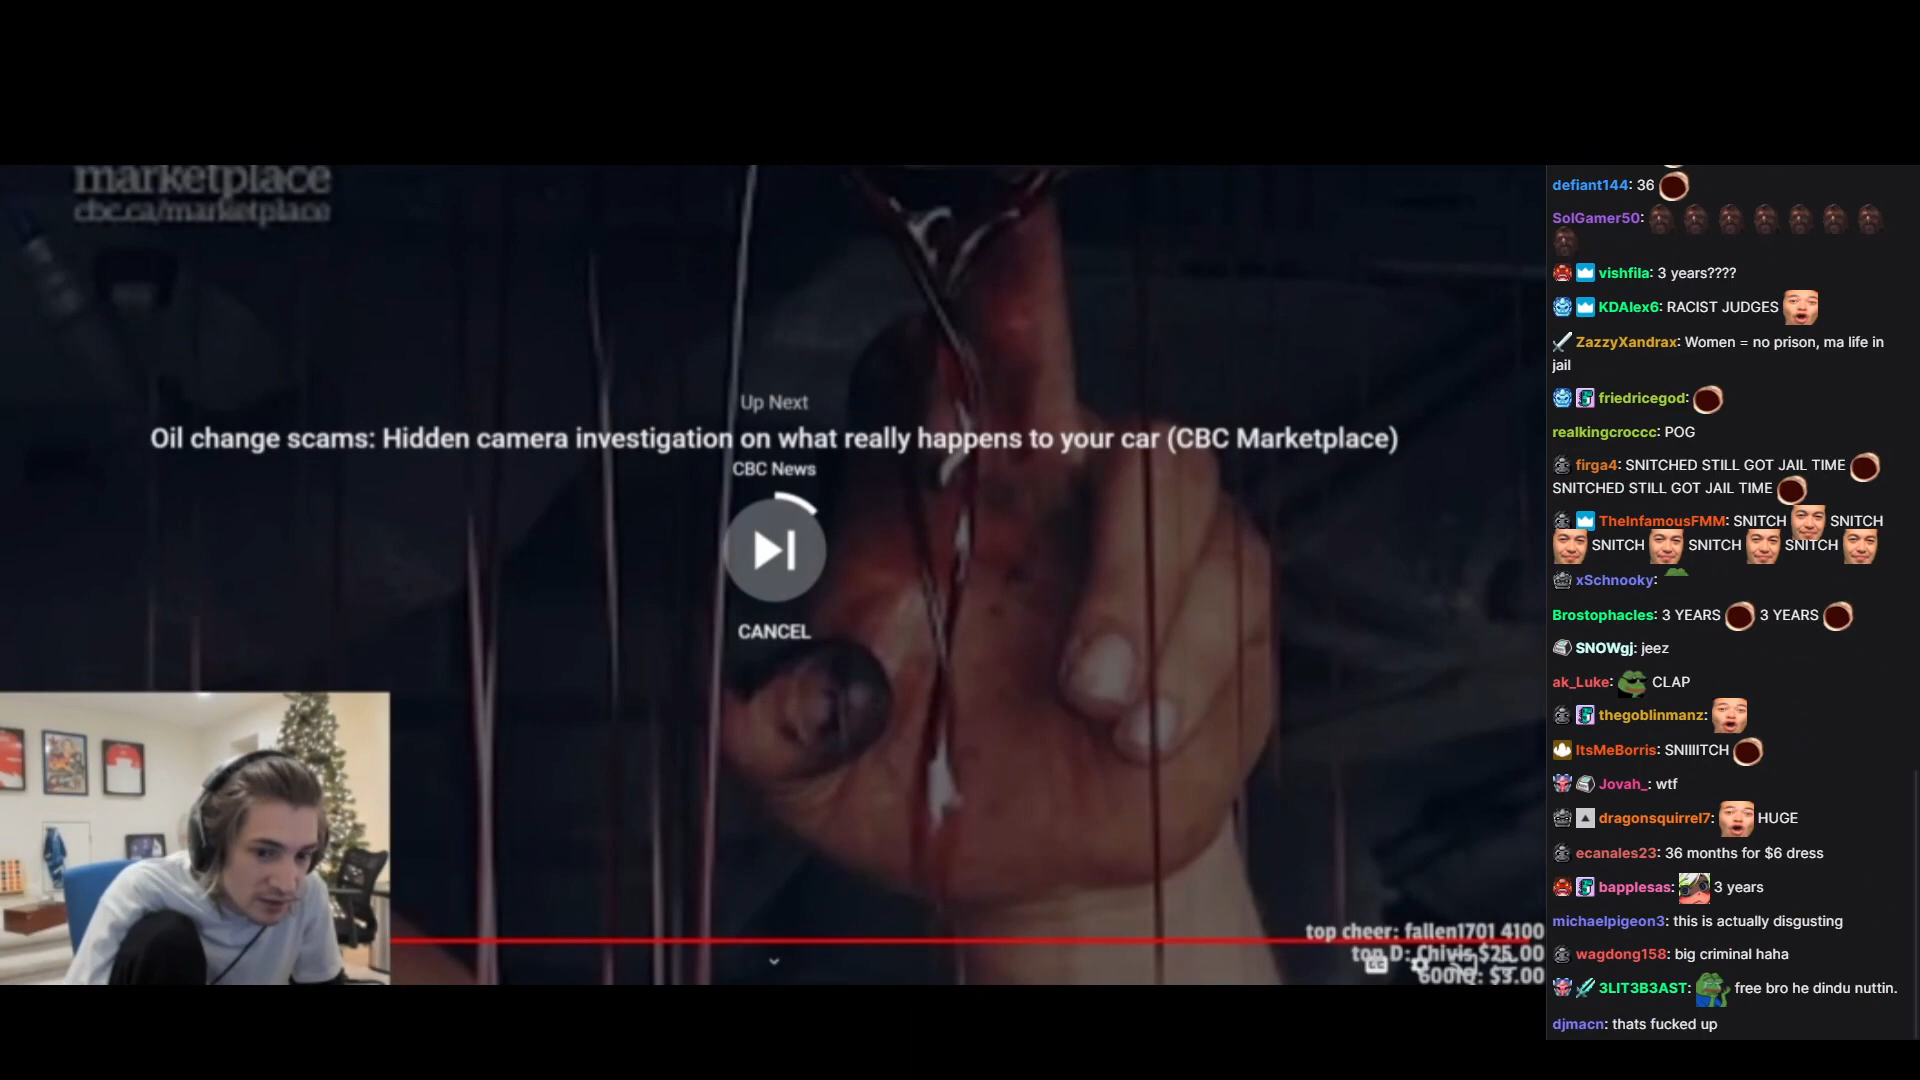 marketplace
cbc.ca/marketplace
Up Next
Oil change scams: Hidden camera investigation on what really happens to your car (CBC Marketplace)
CBC News
CANCEL
top cheer: fallen1701 4100
top D: Chivis $25.00
600IQ: $3.00
defiant144: 36
SolGamer50:
vishfila: 3 years????
KDAlex6: RACIST JUDGES
ZazzyXandrax: Women = no prison, ma life in
jail
friedricegod:
realkingcroccc: POG
firga4: SNITCHED STILL GOT JAIL TIME
SNITCHED STILL GOT JAIL TIME
TheInfamousFMM: SNITCH SNITCH
SNITCH SNITCH SNITCH
xSchnooky:
Brostophacles: 3 YEARS 3 YEARS
SNOWgj: jeez
ak_Luke: CLAP
thegoblinmanz:
ItsMeBorris: SNIIIITCH
Jovah_: wtf
dragonsquirrel7: HUGE
ecanales23: 36 months for $6 dress
bapplesas: 3 years
michaelpigeon3: this is actually disgusting
wagdong158: big criminal haha
3LIT3B3AST: free bro he dindu nuttin.
djmacn: thats fucked up